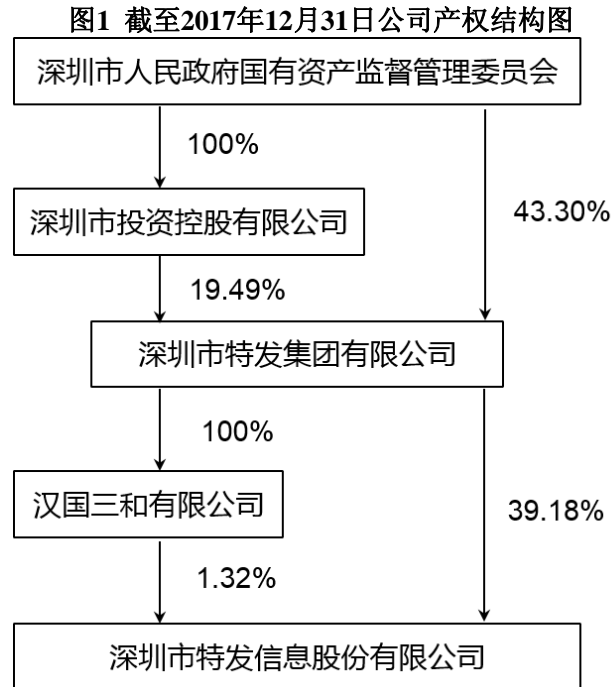 图1 截至2017年12月31日公司产权结构图
深圳市人民政府国有资产监督管理委员会
100%
43.30%
深圳市投资控股有限公司
19.49%
深圳市特发集团有限公司
100%
39.18%
汉国三和有限公司
1.32%
深圳市特发信息股份有限公司